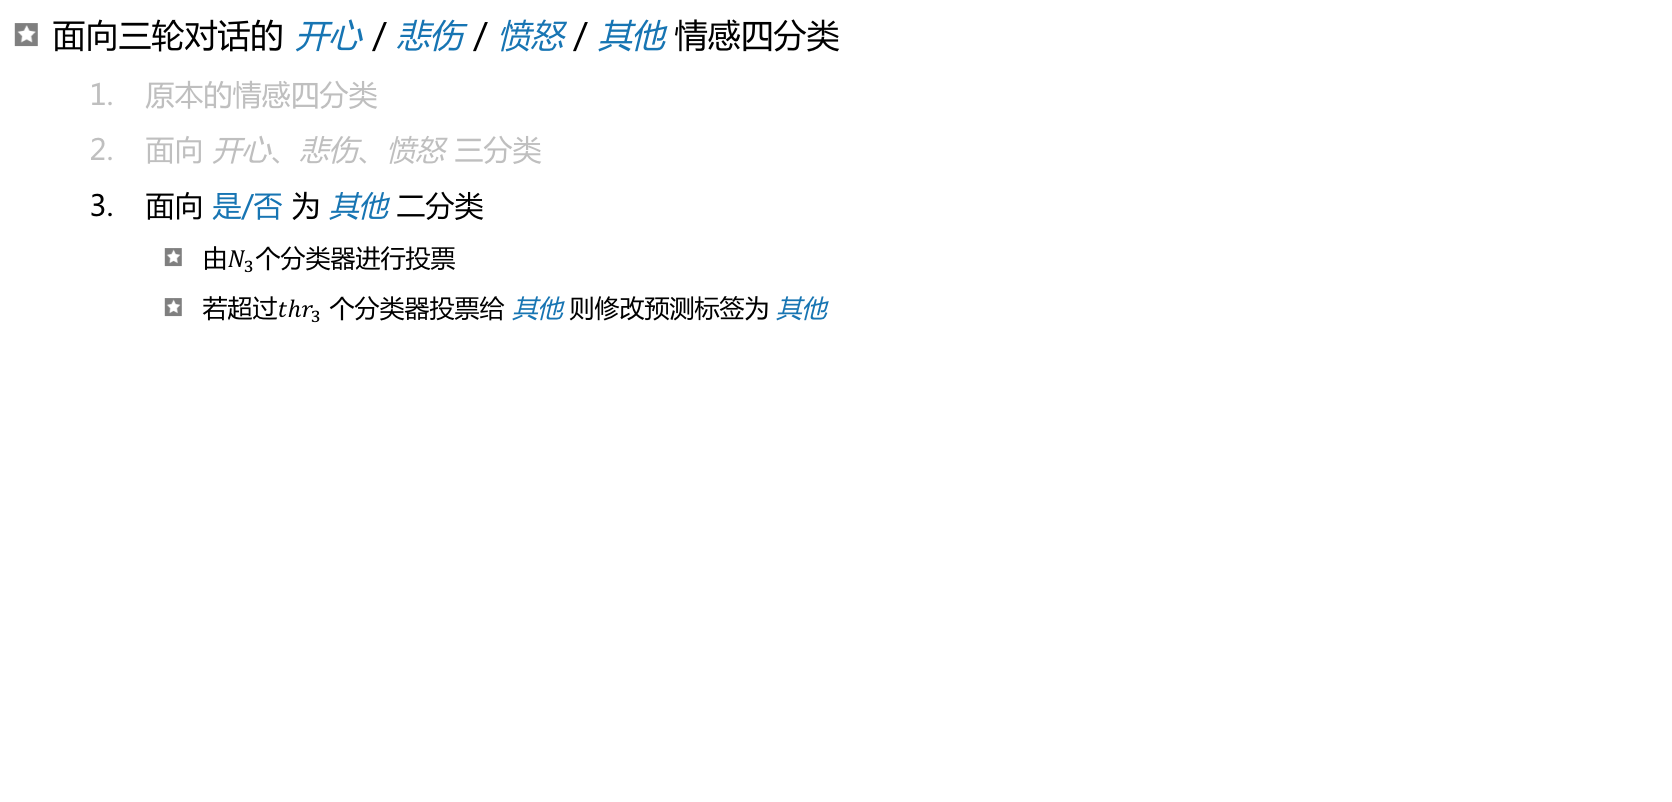 面向三轮对话的 开心 / 悲伤 / 愤怒 / 其他 情感四分类
1. 原本的情感四分类
2. 面向 开心、悲伤、愤怒 三分类
3. 面向 是/否 为 其他 二分类
由N₃个分类器进行投票
若超过thr₃ 个分类器投票给 其他 则修改预测标签为 其他